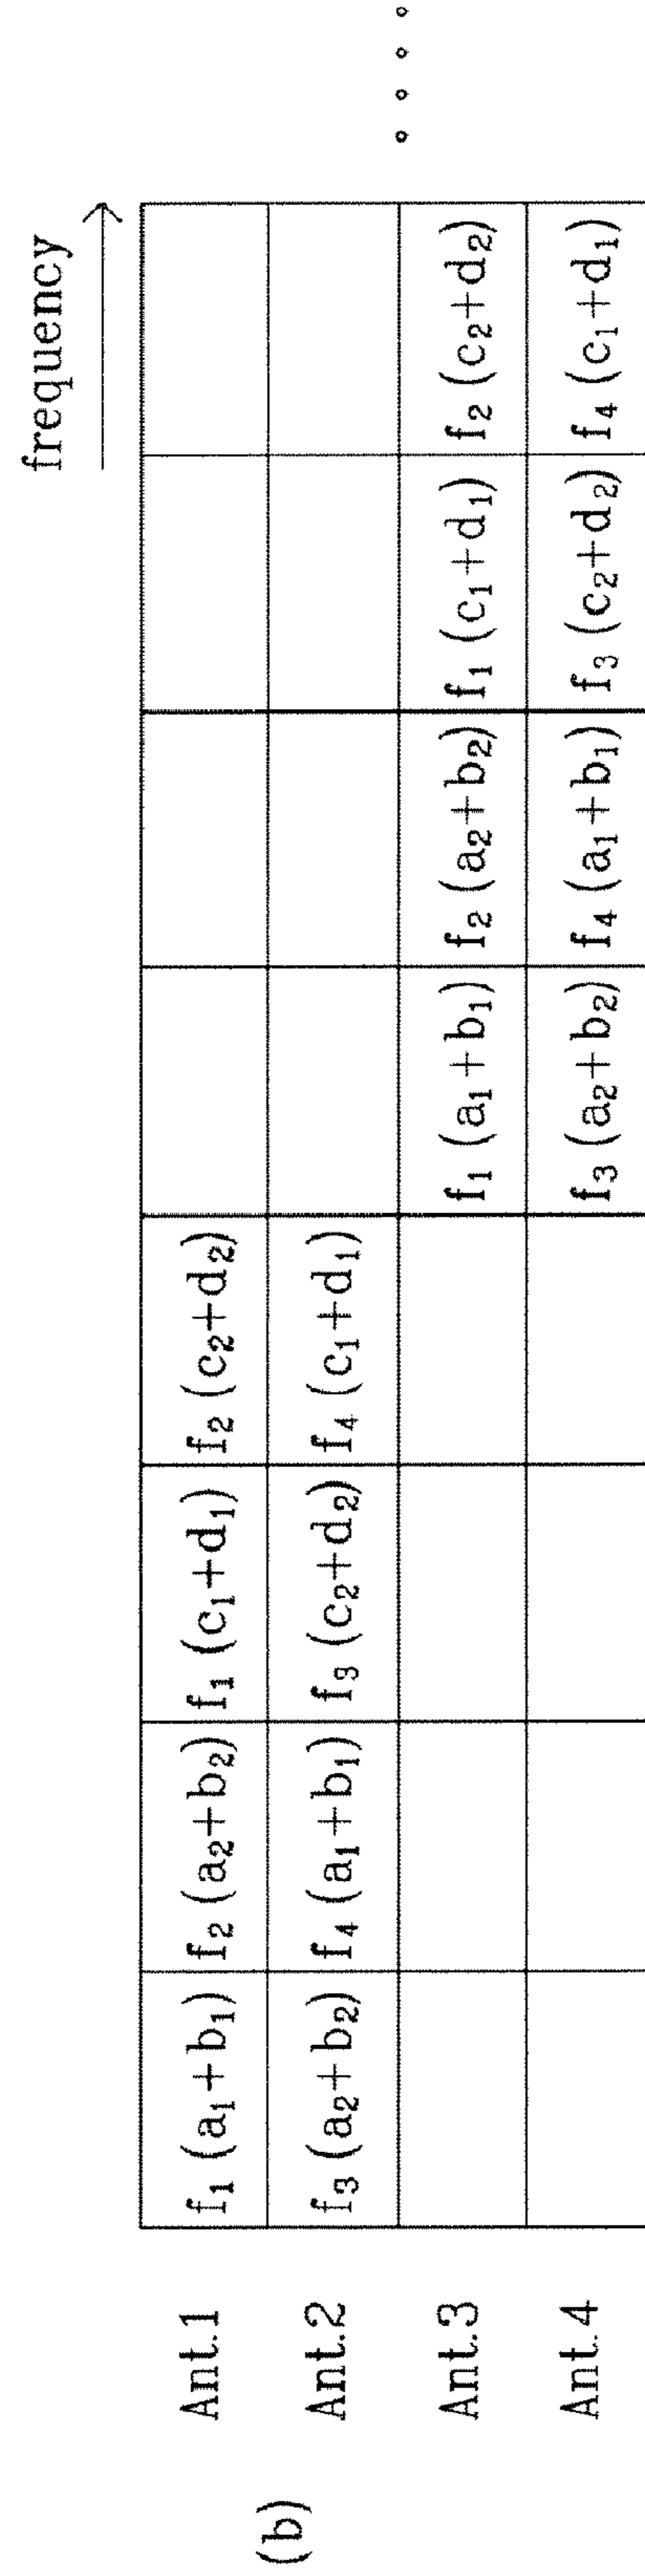 frequency
(b)
Ant.1 f₁ (a₁+b₁) f₂ (a₂+b₂) f₁ (c₁+d₁) f₂ (c₂+d₂)
Ant.2 f₃ (a₂+b₂) f₄ (a₁+b₁) f₃ (c₂+d₂) f₄ (c₁+d₁)
Ant.3 f₁ (a₁+b₁) f₂ (a₂+b₂) f₁ (c₁+d₁) f₂ (c₂+d₂)
Ant.4 f₃ (a₂+b₂) f₄ (a₁+b₁) f₃ (c₂+d₂) f₄ (c₁+d₁)